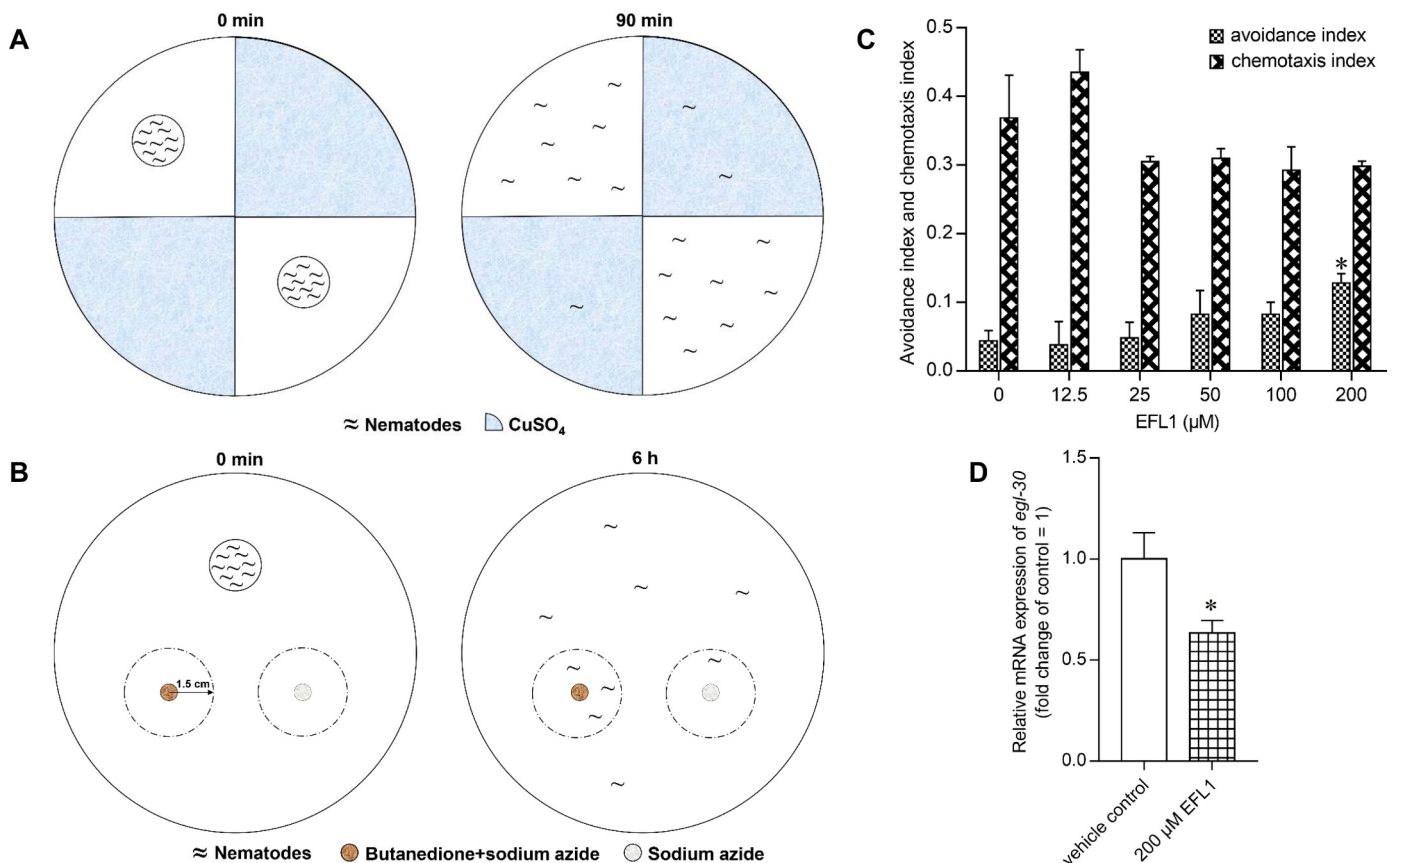 A
0 min
90 min
Nematodes
CuSO₄
B
0 min
6 h
1.5 cm
Nematodes
Butanedione+sodium azide
Sodium azide
C
Avoidance index and chemotaxis index
0.5
0.4
0.3
0.2
0.1
0.0
avoidance index
chemotaxis index
*
0 12.5 25 50 100 200
EFL1 (µM)
D
Relative mRNA expression of egl-30
(fold change of control = 1)
1.5
1.0
0.5
0.0
*
vehicle control
200 µM EFL1